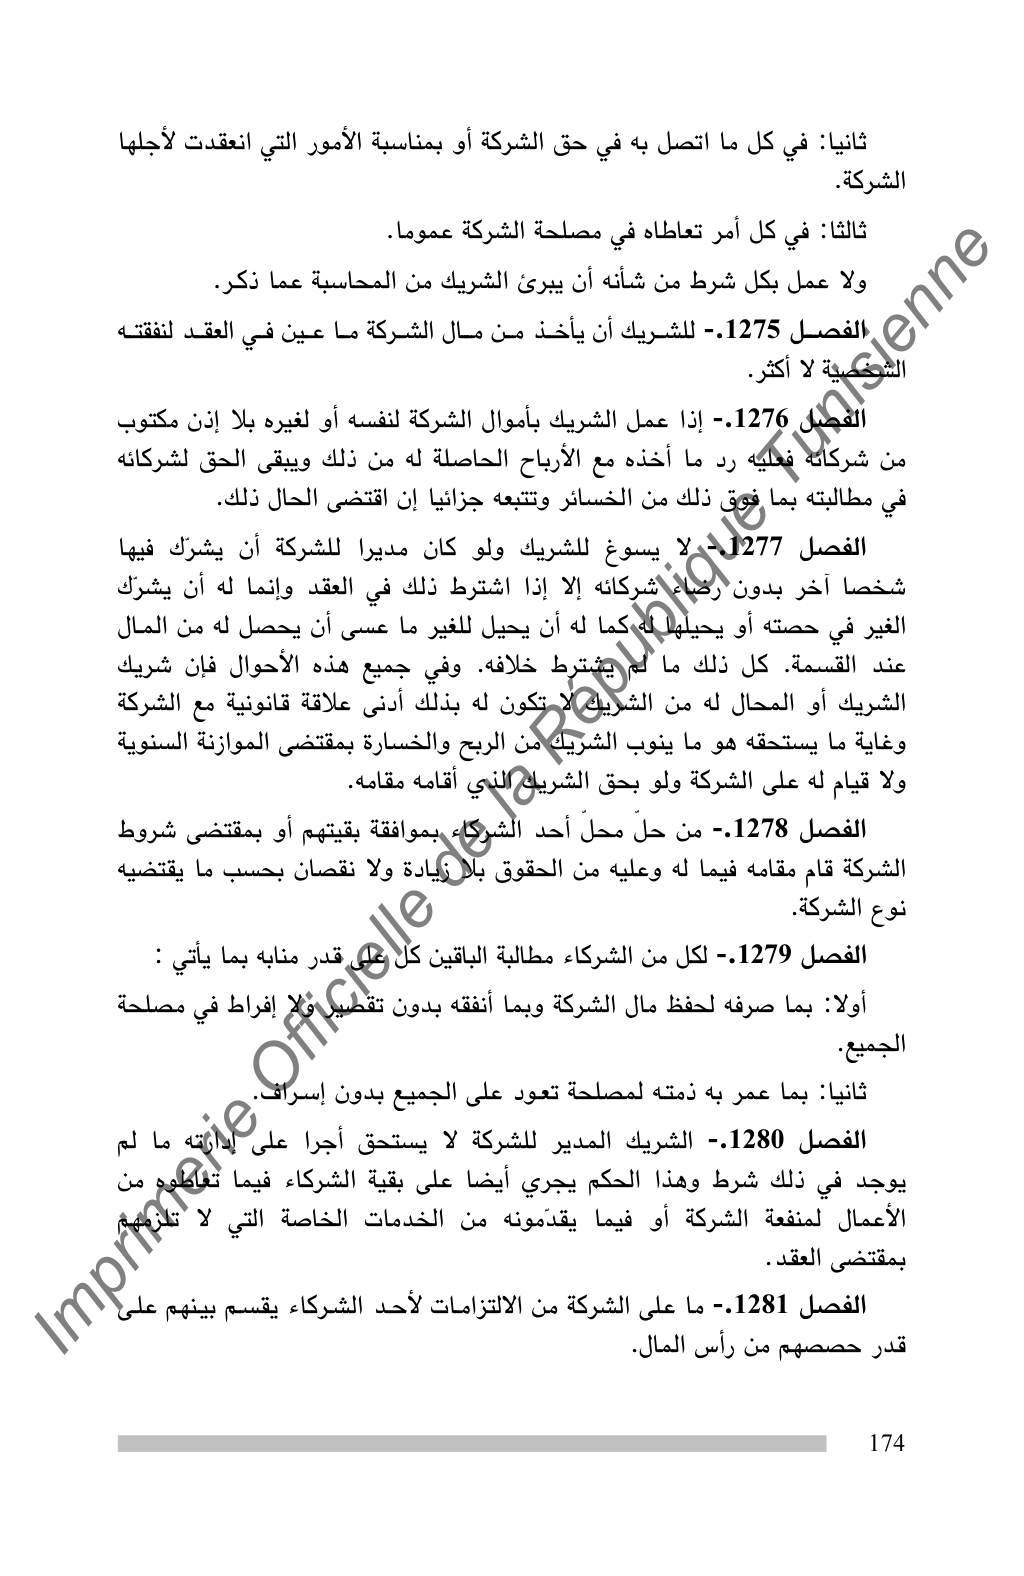 ثانيا: في كل ما اتصل به في حق الشركة أو بمناسبة الأمور التي انعقدت لأجلها
الشركة.
ثالثا: في كل أمر تعاطاه في مصلحة الشركة عموما.
ولا عمل بكل شرط من شأنه أن يبرئ الشريك من المحاسبة عما ذكر.
الفصل 1275.- للشريك أن يأخذ من مال الشركة ما عين في العقد لنفقته
الشخصية لا أكثر.
الفصل 1276.- إذا عمل الشريك بأموال الشركة لنفسه أو لغيره بلا إذن مكتوب
من شركائه فعليه رد ما أخذه مع الأرباح الحاصلة له من ذلك ويبقى الحق لشركائه
في مطالبته بما فوق ذلك من الخسائر وتتبعه جزائيا إن اقتضى الحال ذلك.
الفصل 1277.- لا يسوغ للشريك ولو كان مديرا للشركة أن يشرّك فيها
شخصا آخر بدون رضاء شركائه إلا إذا اشترط ذلك في العقد وإنما له أن يشرّك
الغير في حصته أو يحيلها له كما له أن يحيل للغير ما عسى أن يحصل له من المال
عند القسمة. كل ذلك ما لم يشترط خلافه. وفي جميع هذه الأحوال فإن شريك
الشريك أو المحال له من الشريك لا تكون له بذلك أدنى علاقة قانونية مع الشركة
وغاية ما يستحقه هو ما ينوب الشريك من الربح والخسارة بمقتضى الموازنة السنوية
ولا قيام له على الشركة ولو بحق الشريك الذي أقامه مقامه.
الفصل 1278.- من حلّ محلّ أحد الشركاء بموافقة بقيتهم أو بمقتضى شروط
الشركة قام مقامه فيما له وعليه من الحقوق بلا زيادة ولا نقصان بحسب ما يقتضيه
نوع الشركة.
الفصل 1279.- لكل من الشركاء مطالبة الباقين كل على قدر منابه بما يأتي :
أولا: بما صرفه لحفظ مال الشركة وبما أنفقه بدون تقصير ولا إفراط في مصلحة
الجميع.
ثانيا: بما عمر به ذمته لمصلحة تعود على الجميع بدون إسراف.
الفصل 1280.- الشريك المدير للشركة لا يستحق أجرا على إدارته ما لم
يوجد في ذلك شرط وهذا الحكم يجري أيضا على بقية الشركاء فيما تعاطوه من
الأعمال لمنفعة الشركة أو فيما يقدّمونه من الخدمات الخاصة التي لا تلزمهم
بمقتضى العقد.
الفصل 1281.- ما على الشركة من الالتزامات لأحد الشركاء يقسم بينهم على
قدر حصصهم من رأس المال.
174
Imprimerie Officielle de la République Tunisienne